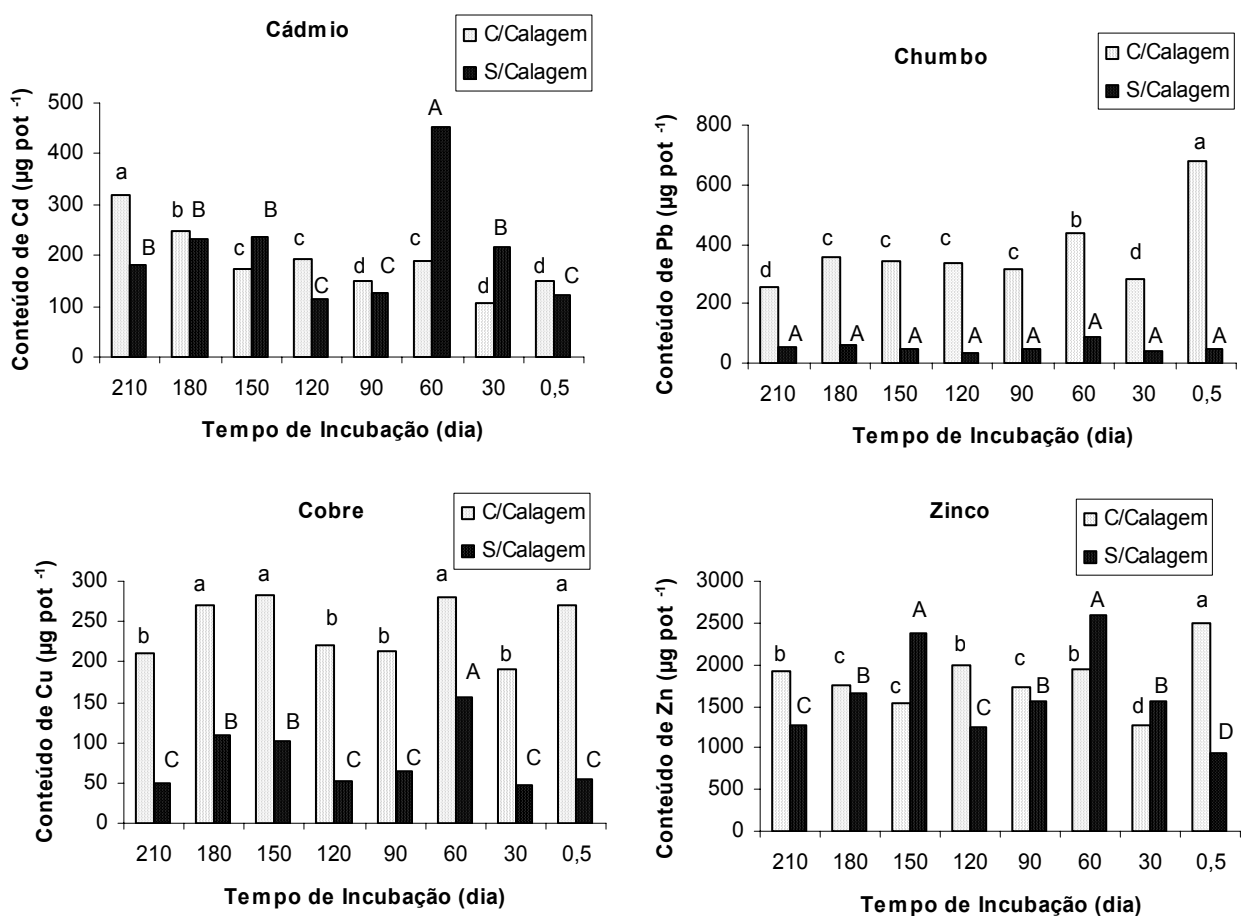 Cádmio
C/Calagem
S/Calagem
Conteúdo de Cd (µg pot ⁻¹)
500
400
300
200
100
0
a
B
b
B
c
B
c
C
d
C
c
A
d
B
d
C
210 180 150 120 90 60 30 0,5
Tempo de Incubação (dia)
Chumbo
C/Calagem
S/Calagem
Conteúdo de Pb (µg pot ⁻¹)
800
600
400
200
0
d
A
c
A
c
A
c
A
c
A
b
A
d
A
a
A
210 180 150 120 90 60 30 0,5
Tempo de Incubação (dia)
Cobre
C/Calagem
S/Calagem
Conteúdo de Cu (µg pot ⁻¹)
300
250
200
150
100
50
0
b
C
a
B
a
B
b
C
b
C
a
A
b
C
a
C
210 180 150 120 90 60 30 0,5
Tempo de Incubação (dia)
Zinco
C/Calagem
S/Calagem
Conteúdo de Zn (µg pot ⁻¹)
3000
2500
2000
1500
1000
500
0
b
C
c
B
c
A
b
C
c
B
b
A
d
B
a
D
210 180 150 120 90 60 30 0,5
Tempo de Incubação (dia)